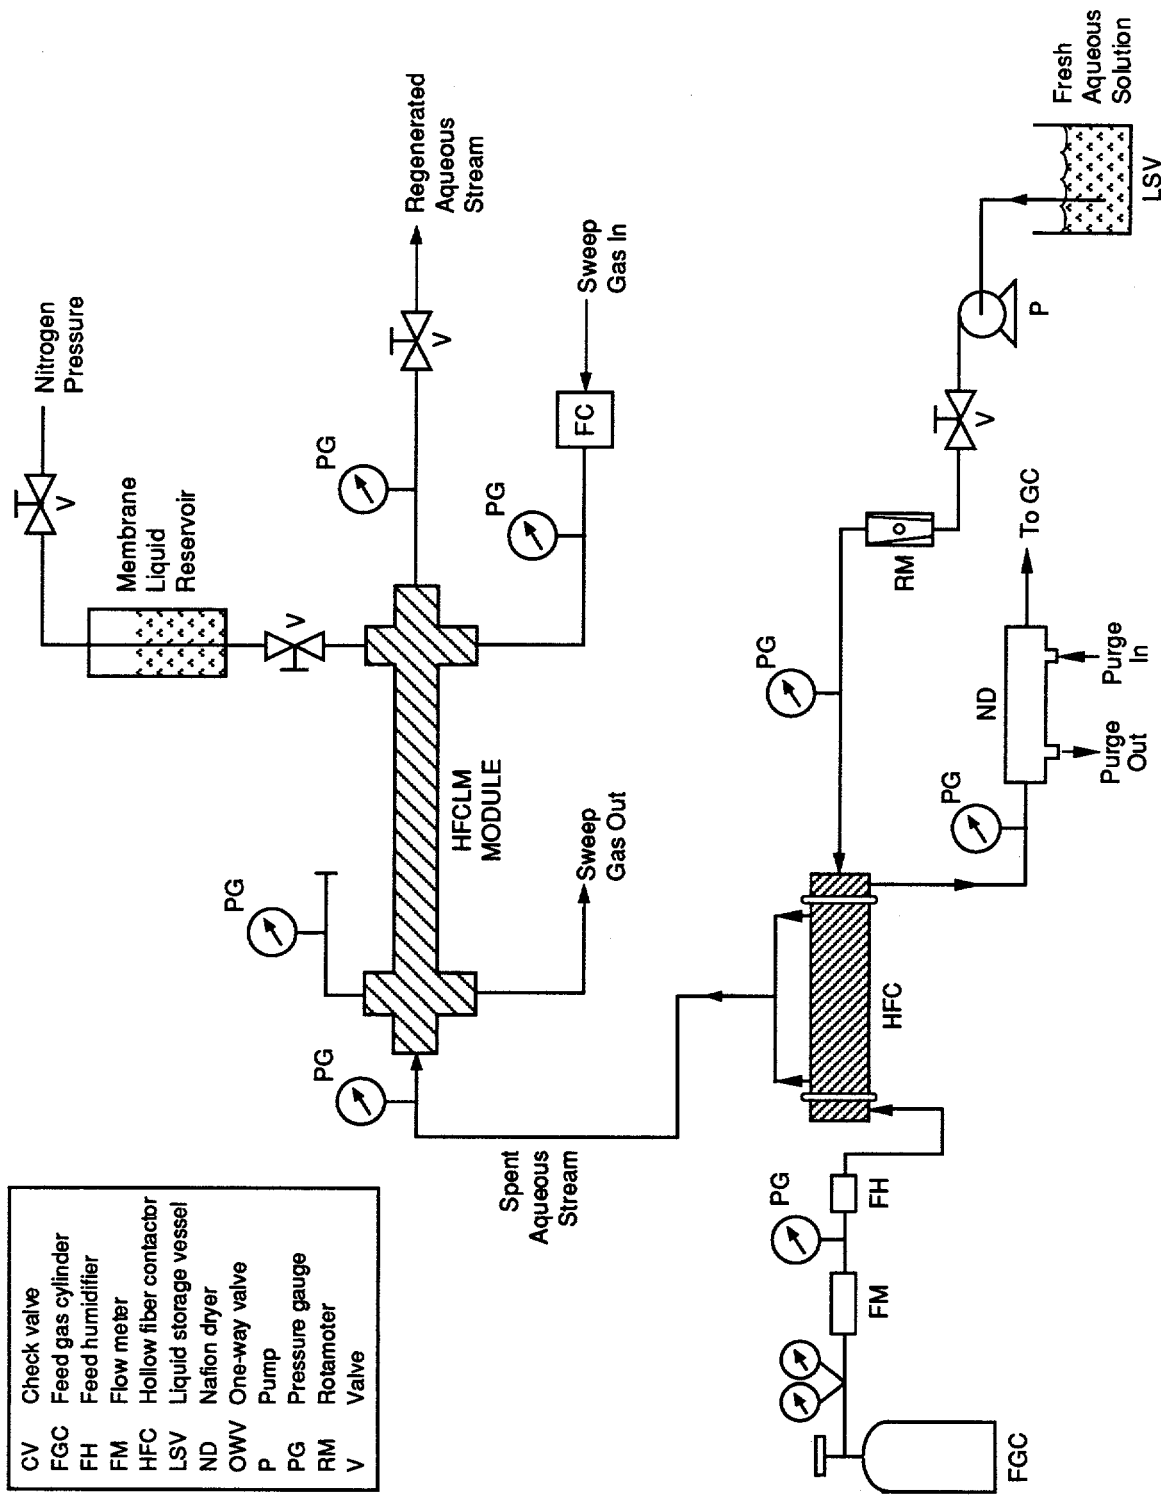 CV Check valve
FGC Feed gas cylinder
FH Feed humidifier
FM Flow meter
HFC Hollow fiber contactor
LSV Liquid storage vessel
ND Nafion dryer
OWV One-way valve
P Pump
PG Pressure gauge
RM Rotamoter
V Valve
Nitrogen
Pressure
V
Membrane
Liquid
Reservoir
V
PG
PG
V
Regenerated
Aqueous
Stream
HFCLM
MODULE
PG
PG
FC
Sweep
Gas In
Sweep
Gas Out
Spent
Aqueous
Stream
PG
PG
RM
V
P
Fresh
Aqueous
Solution
LSV
FM
FH
HFC
PG
ND
To GC
Purge
Out
Purge
In
FGC